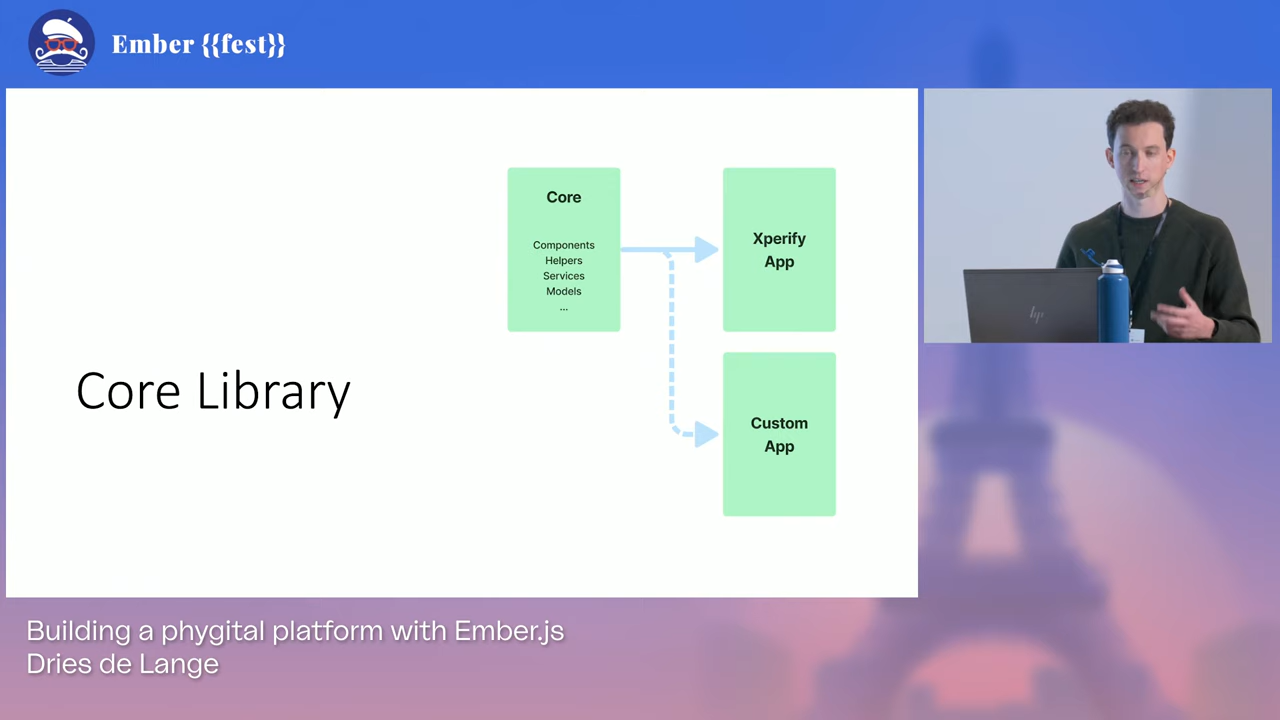 Ember {{fest}}
Core
Components
Helpers
Services
Models
...
Xperify
App
Custom
App
Core Library
hp
Building a phygital platform with Ember.js
Dries de Lange